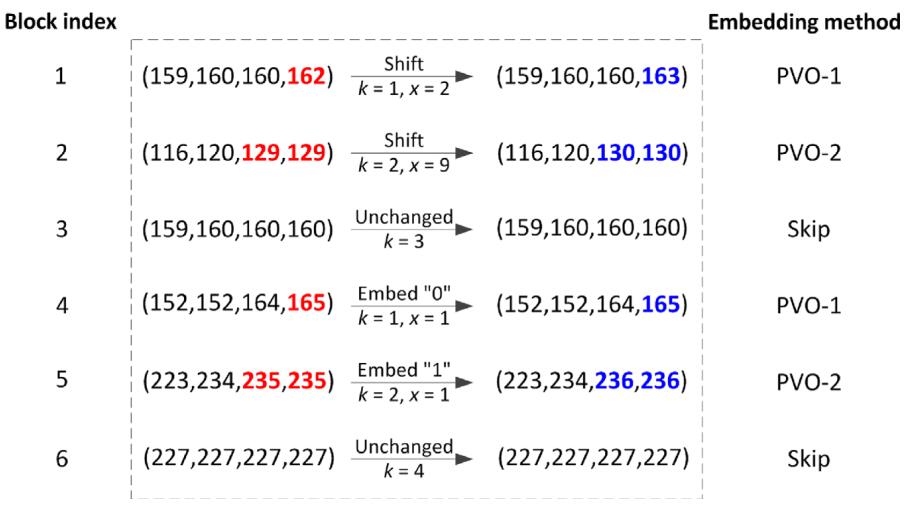 Block index Embedding method
1 (159,160,160,162) Shift k = 1, x = 2 (159,160,160,163) PVO-1
2 (116,120,129,129) Shift k = 2, x = 9 (116,120,130,130) PVO-2
3 (159,160,160,160) Unchanged k = 3 (159,160,160,160) Skip
4 (152,152,164,165) Embed "0" k = 1, x = 1 (152,152,164,165) PVO-1
5 (223,234,235,235) Embed "1" k = 2, x = 1 (223,234,236,236) PVO-2
6 (227,227,227,227) Unchanged k = 4 (227,227,227,227) Skip